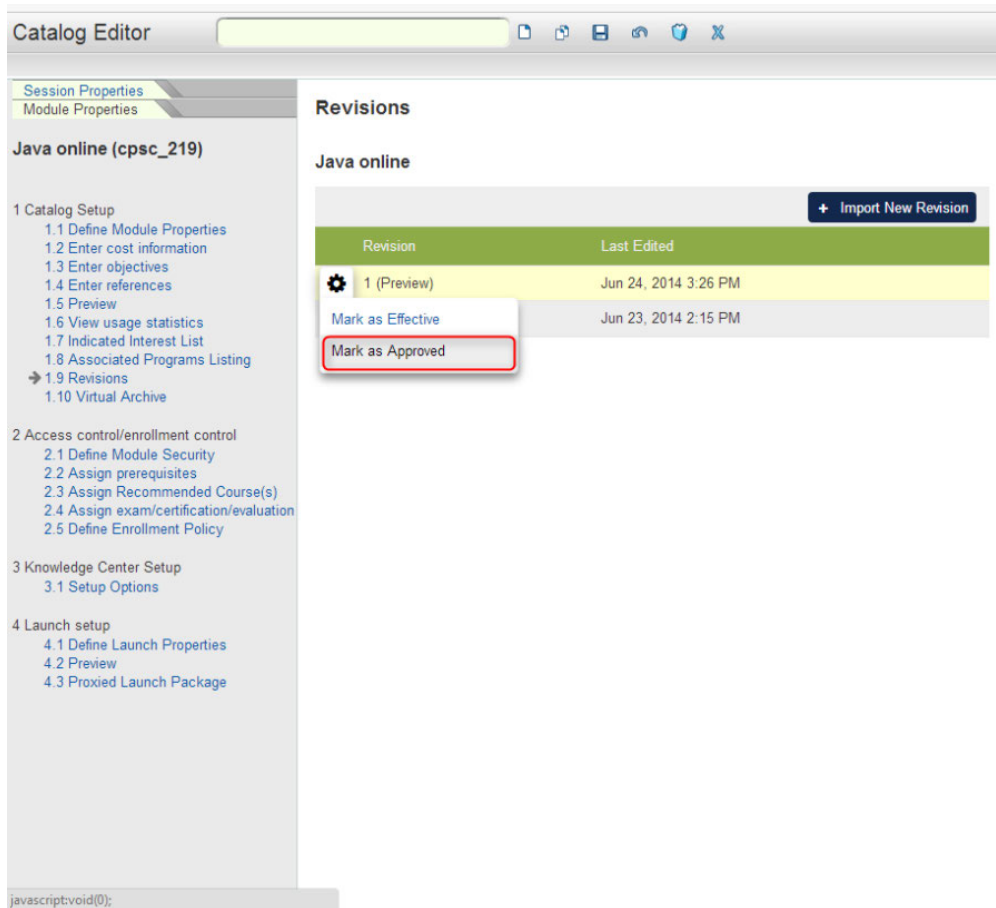 Catalog Editor
Session Properties
Module Properties
Java online (cpsc_219)
1 Catalog Setup
1.1 Define Module Properties
1.2 Enter cost information
1.3 Enter objectives
1.4 Enter references
1.5 Preview
1.6 View usage statistics
1.7 Indicated Interest List
1.8 Associated Programs Listing
1.9 Revisions
1.10 Virtual Archive
2 Access control/enrollment control
2.1 Define Module Security
2.2 Assign prerequisites
2.3 Assign Recommended Course(s)
2.4 Assign exam/certification/evaluation
2.5 Define Enrollment Policy
3 Knowledge Center Setup
3.1 Setup Options
4 Launch setup
4.1 Define Launch Properties
4.2 Preview
4.3 Proxied Launch Package
Revisions
Java online
+ Import New Revision
Revision Last Edited
1 (Preview) Jun 24, 2014 3:26 PM
Mark as Effective Jun 23, 2014 2:15 PM
Mark as Approved
javascript:void(0);